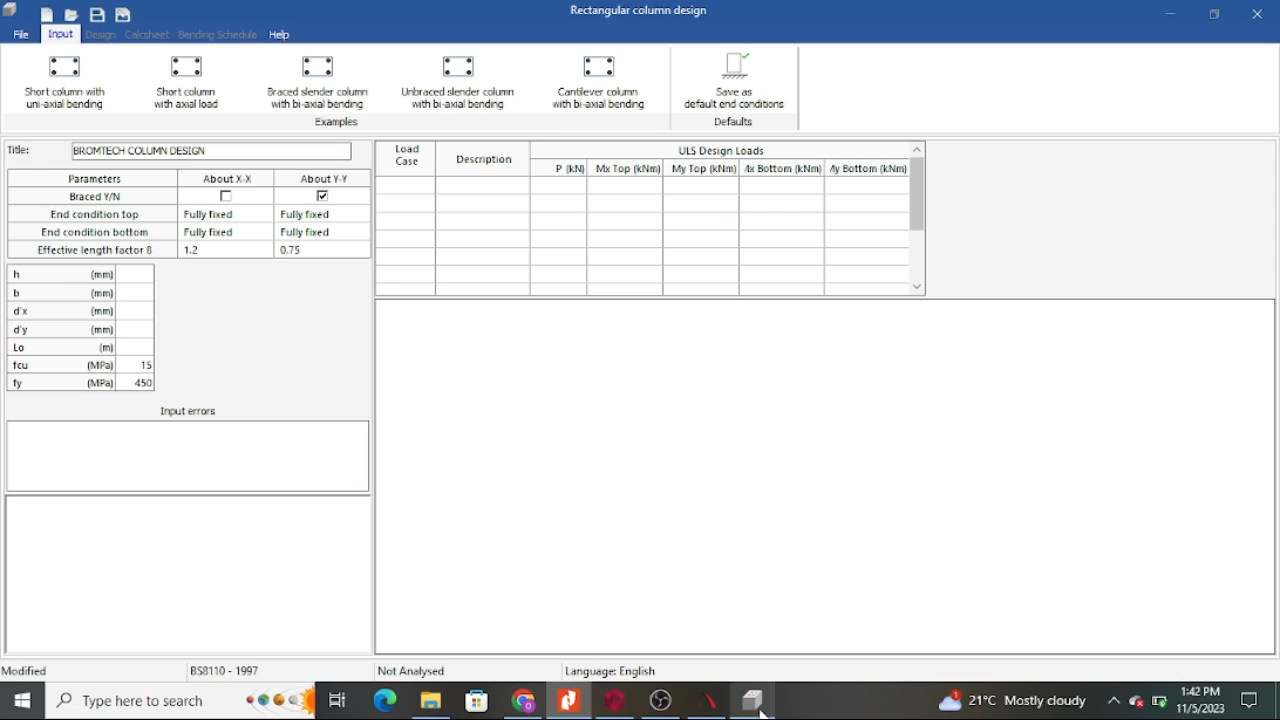 Rectangular column design
File Input Design Calcsheet Bending Schedule Help
Short column with uni-axial bending
Short column with axial load
Braced slender column with bi-axial bending
Unbraced slender column with bi-axial bending
Cantilever column with bi-axial bending
Save as default end conditions
Examples
Defaults
Title: BROMTECH COLUMN DESIGN
Parameters About X-X About Y-Y
Braced Y/N
End condition top Fully fixed Fully fixed
End condition bottom Fully fixed Fully fixed
Effective length factor ß 1.2 0.75
h (mm)
b (mm)
d'x (mm)
d'y (mm)
Lo (m)
fcu (MPa) 15
fy (MPa) 450
Input errors
Load Case Description ULS Design Loads
P (kN) Mx Top (kNm) My Top (kNm) /lx Bottom (kNm) /ly Bottom (kNm)
Modified BS8110 - 1997 Not Analysed Language: English
Type here to search
21°C Mostly cloudy
1:42 PM
11/5/2023